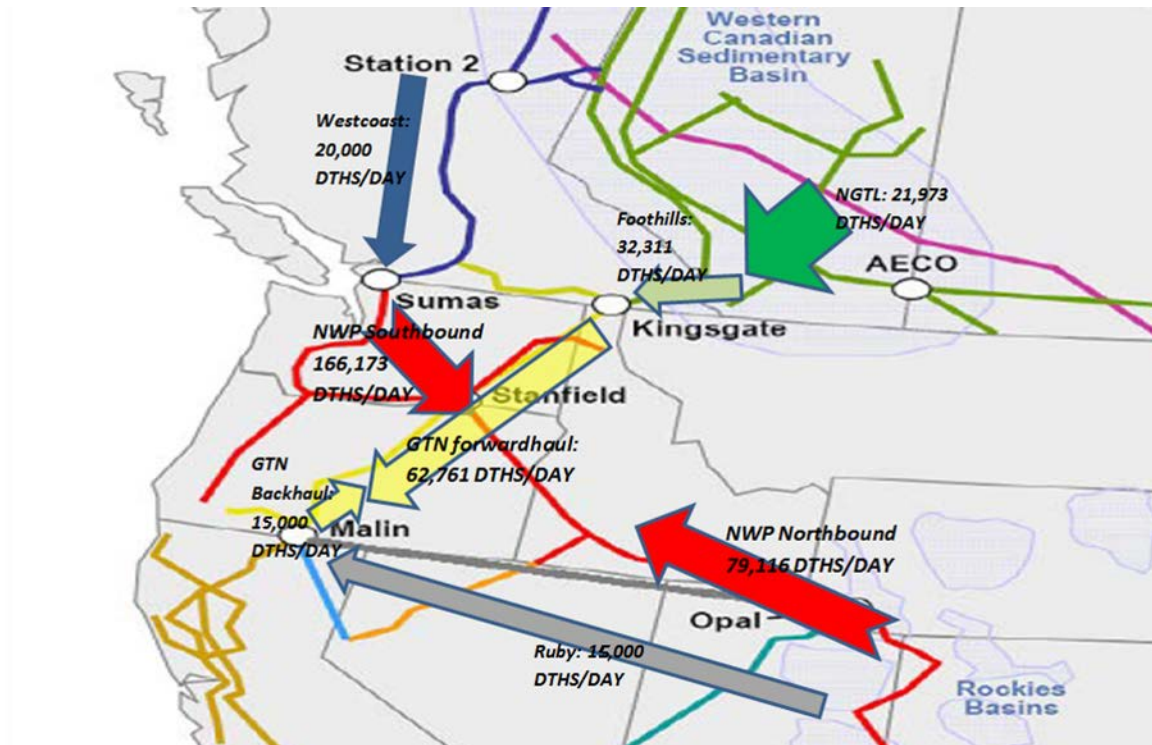 Western
Canadian
Sedimentary
Basin
Station 2
Westcoast:
20,000
DTHS/DAY
NGTL: 21,973
DTHS/DAY
Foothills:
32,311
DTHS/DAY
AECO
Sumas
Kingsgate
NWP Southbound
166,173
DTHS/DAY
Stanfield
GTN forwardhaul:
62,761 DTHS/DAY
GTN
Backhaul:
15,000
DTHS/DAY
Malin
NWP Northbound
79,116 DTHS/DAY
Opal
Ruby: 15,000
DTHS/DAY
Rockies
Basins